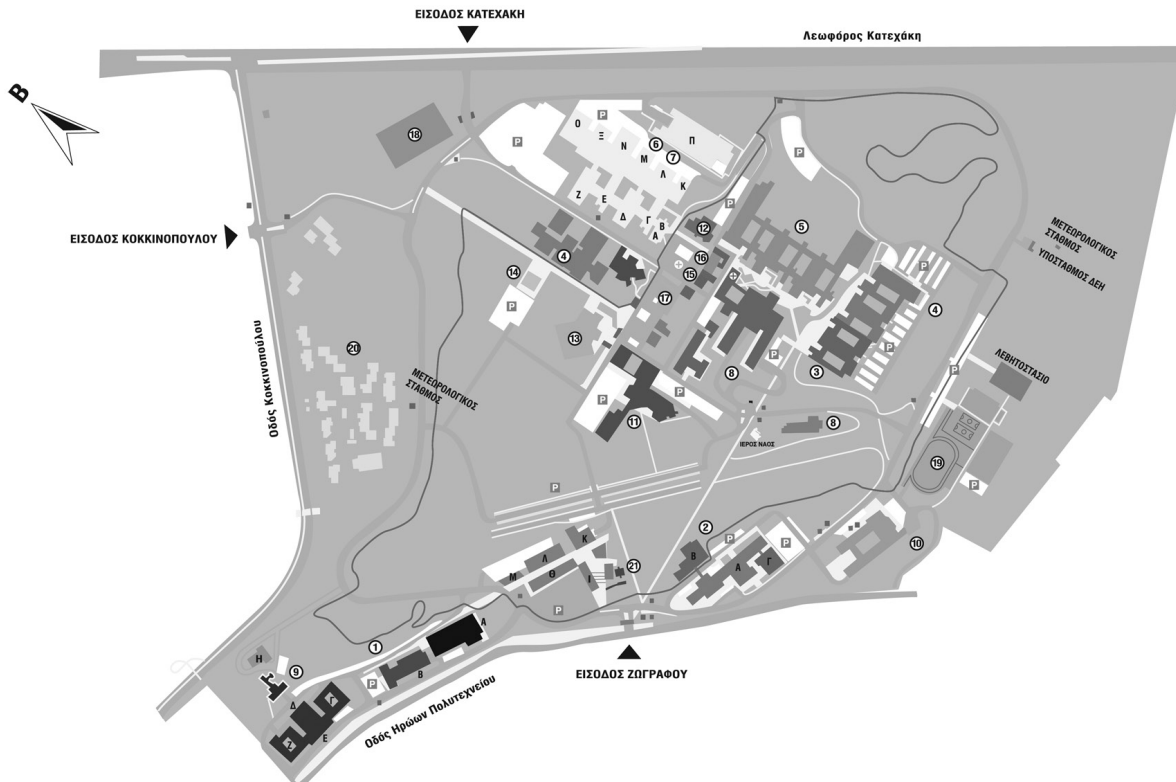 ΕΙΣΟΔΟΣ ΚΑΤΕΧΑΚΗ
Λεωφόρος Κατεχάκη
Β
18
P
P
Ο
Ξ
Ν
Μ
Λ
Κ
6
7
Π
P
Ζ
Ε
Δ
Γ
Β
Α
P
12
5
ΕΙΣΟΔΟΣ ΚΟΚΚΙΝΟΠΟΥΛΟΥ
ΜΕΤΕΩΡΟΛΟΓΙΚΟΣ
ΣΤΑΘΜΟΣ
ΥΠΟΣΤΑΘΜΟΣ ΔΕΗ
4
14
16
15
17
P
P
4
Οδός Κοκκινοπούλου
20
ΜΕΤΕΩΡΟΛΟΓΙΚΟΣ
ΣΤΑΘΜΟΣ
13
8
3
P
P
P
ΛΕΒΗΤΟΣΤΑΣΙΟ
P
P
P
11
8
ΙΕΡΟΣ ΝΑΟΣ
19
P
P
2
10
Κ
Λ
Μ
Θ
Ι
21
Β
P
Α
Γ
P
P
1
Α
Β
P
Η
9
Δ
Γ
Ζ
Ε
Οδός Ηρώων Πολυτεχνείου
ΕΙΣΟΔΟΣ ΖΩΓΡΑΦΟΥ